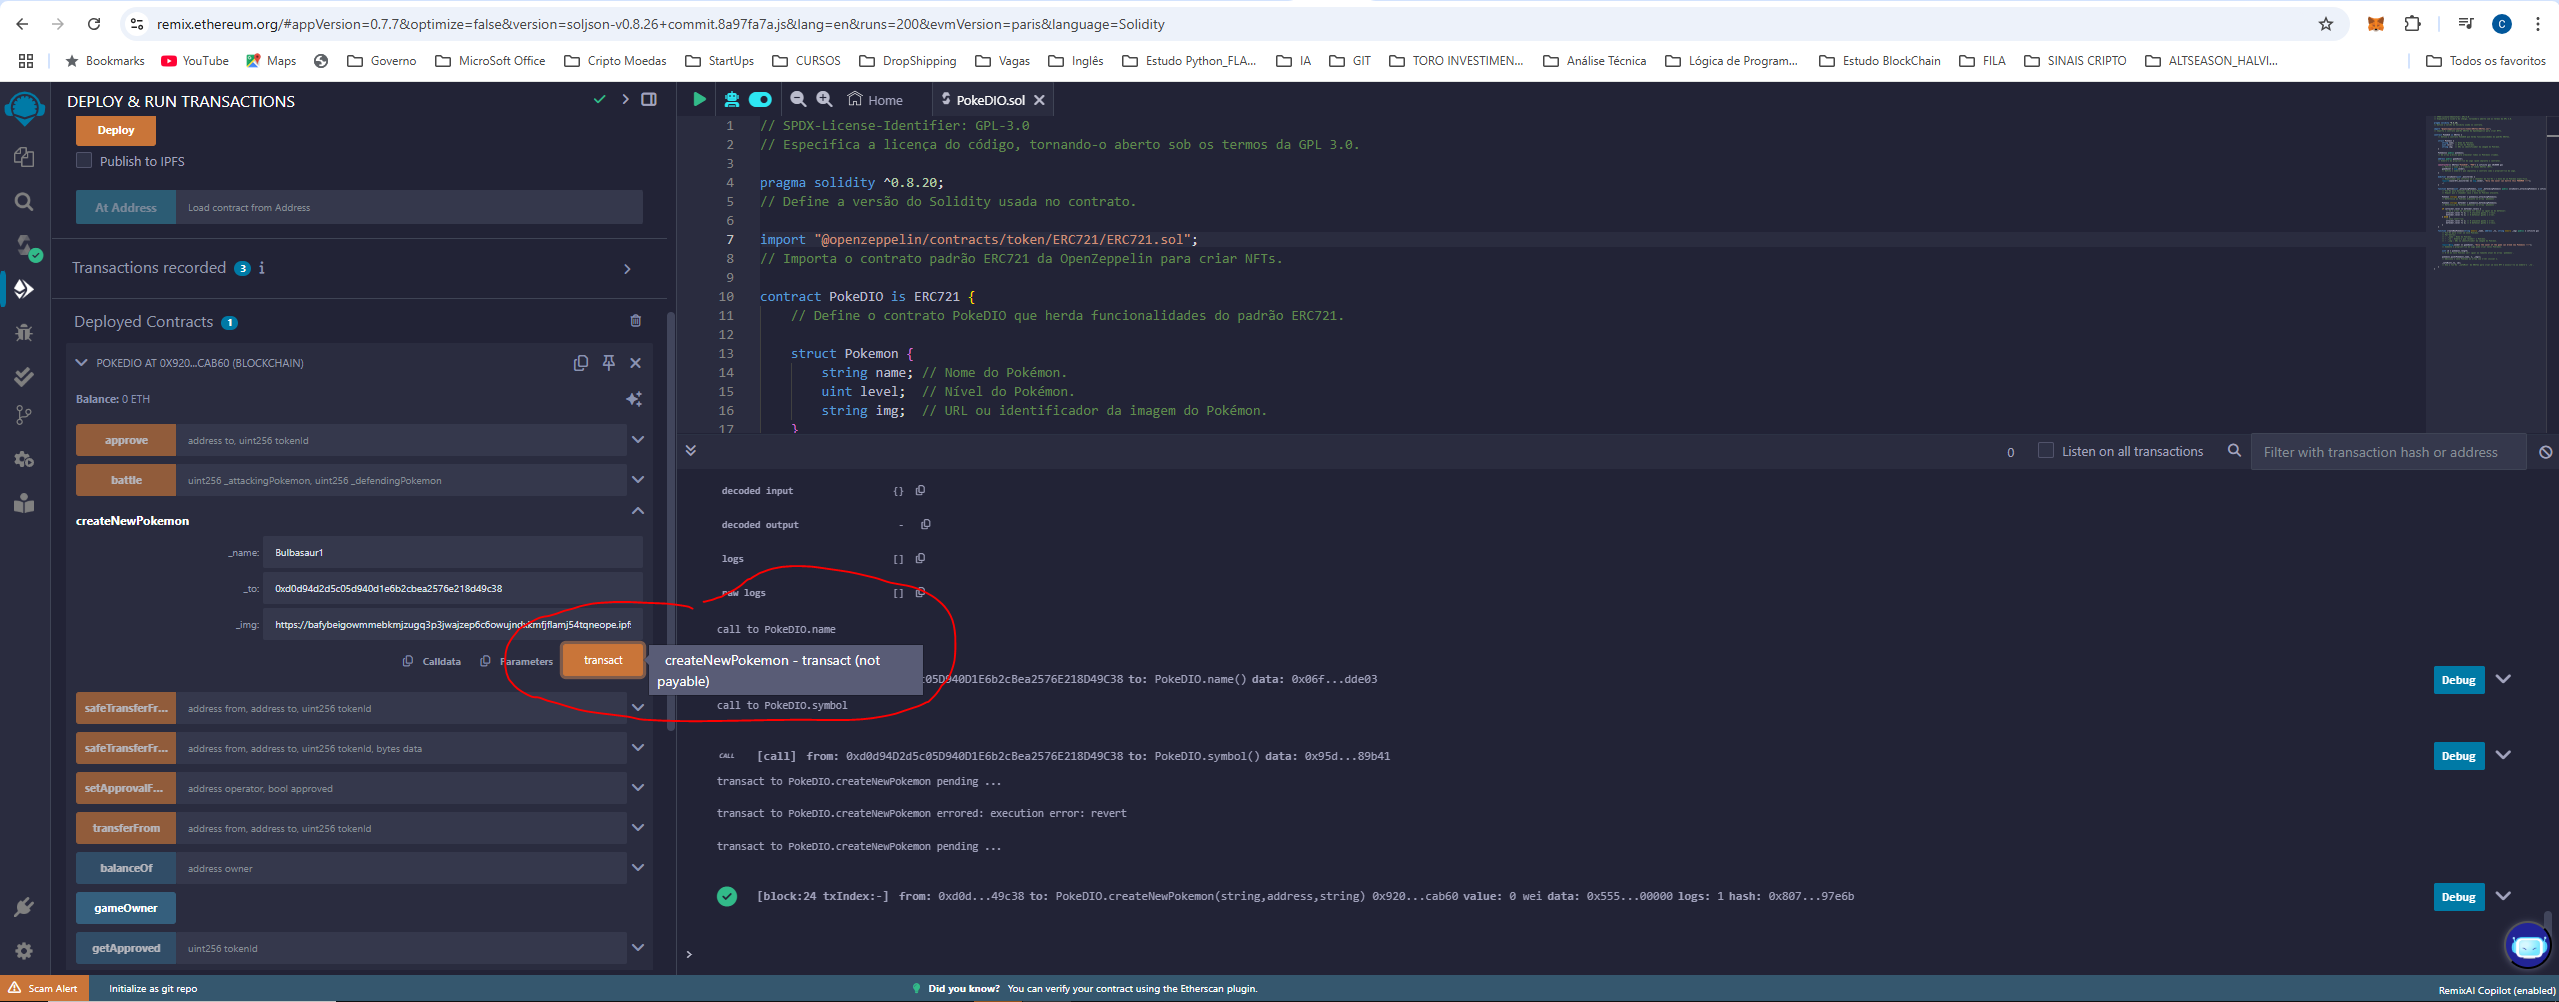 remix.ethereum.org/#appVersion=0.7.7&optimize=false&version=soljson-v0.8.26+commit.8a97fa7a.js&lang=en&runs=200&evmVersion=paris&language=Solidity
C
Bookmarks YouTube Maps Governo MicroSoft Office Cripto Moedas StartUps CURSOS DropShipping Vagas Inglês Estudo Python_FLA... IA GIT TORO INVESTIMEN... Análise Técnica Lógica de Program... Estudo BlockChain FILA SINAIS CRIPTO ALTSEASON_HALVI... Todos os favoritos
DEPLOY & RUN TRANSACTIONS
Deploy
Publish to IPFS
At Address Load contract from Address
Transactions recorded 3 i
Deployed Contracts 1
POKEDIO AT 0X920...CAB60 (BLOCKCHAIN)
Balance: 0 ETH
approve address to, uint256 tokenId
battle uint256 _attackingPokemon, uint256 _defendingPokemon
createNewPokemon
_name: Bulbasaur1
_to: 0xd0d94d2d5c05d940d1e6b2cbea2576e218d49c38
Calldata Parameters transact
createNewPokemon - transact (not
payable)
safeTransferFr... address from, address to, uint256 tokenId
safeTransferFr... address from, address to, uint256 tokenId, bytes data
setApprovalF... address operator, bool approved
transferFrom address from, address to, uint256 tokenId
balanceOf address owner
gameOwner
getApproved uint256 tokenId
Home PokeDIO.sol
1 // SPDX-License-Identifier: GPL-3.0
2 // Especifica a licença do código, tornando-o aberto sob os termos da GPL 3.0.
3
4 pragma solidity ^0.8.20;
5 // Define a versão do Solidity usada no contrato.
6
7 import "@openzeppelin/contracts/token/ERC721/ERC721.sol";
8 // Importa o contrato padrão ERC721 da OpenZeppelin para criar NFTs.
9
10 contract PokeDIO is ERC721 {
11 // Define o contrato PokeDIO que herda funcionalidades do padrão ERC721.
12
13 struct Pokemon {
14 string name; // Nome do Pokémon.
15 uint level; // Nível do Pokémon.
16 string img; // URL ou identificador da imagem do Pokémon.
17 }
0 Listen on all transactions Filter with transaction hash or address
decoded input {}
decoded output -
logs []
raw logs []
call to PokeDIO.name
c05D940D1E6b2cBea2576E218D49C38 to: PokeDIO.name() data: 0x06f...dde03 Debug
call to PokeDIO.symbol
CALL [call] from: 0xd0d94D2d5c05D940D1E6b2cBea2576E218D49C38 to: PokeDIO.symbol() data: 0x95d...89b41 Debug
transact to PokeDIO.createNewPokemon pending ...
transact to PokeDIO.createNewPokemon errored: execution error: revert
transact to PokeDIO.createNewPokemon pending ...
[block:24 txIndex:-] from: 0xd0d...49c38 to: PokeDIO.createNewPokemon(string,address,string) 0x920...cab60 value: 0 wei data: 0x555...00000 logs: 1 hash: 0x807...97e6b Debug
>
Scam Alert Initialize as git repo Did you know? You can verify your contract using the Etherscan plugin. RemixAI Copilot (enabled)